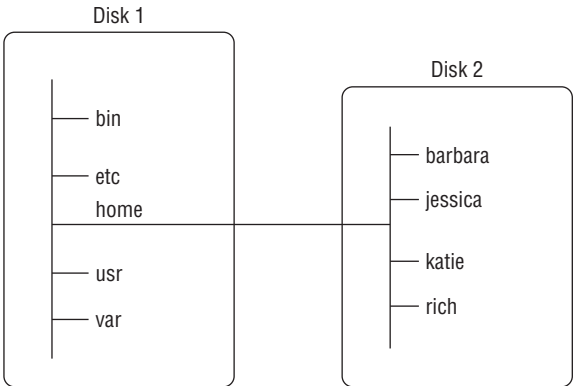 Disk 1
bin
etc
home
usr
var
Disk 2
barbara
jessica
katie
rich